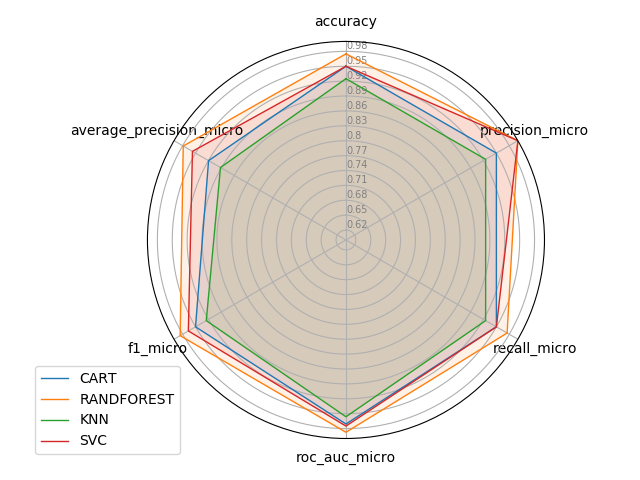 accuracy
0.98
0.95
0.92
0.89
0.86
0.83
0.8
0.77
0.74
0.71
0.68
0.65
0.62
average_precision_micro
precision_micro
f1_micro
recall_micro
roc_auc_micro
CART
RANDFOREST
KNN
SVC